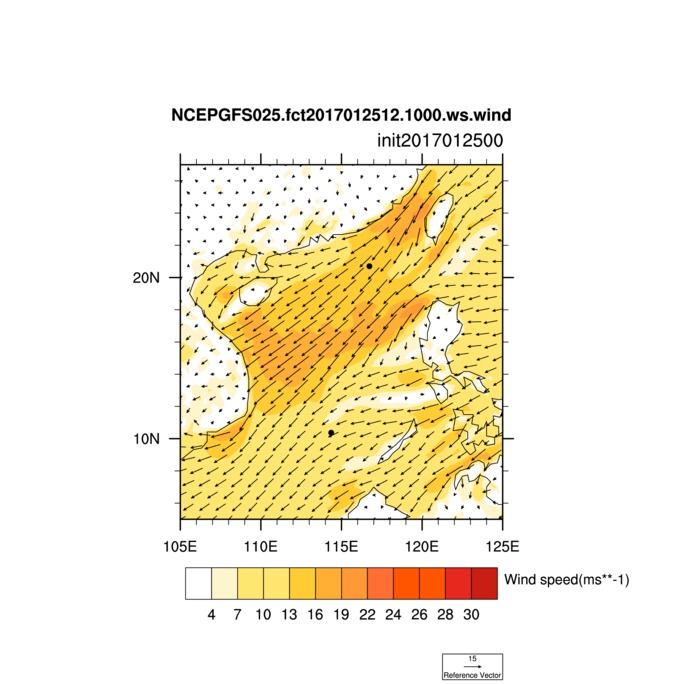 NCEPGFS025.fct2017012512.1000.ws.wind
init2017012500
20N
10N
105E 110E 115E 120E 125E
Wind speed(ms**-1)
4 7 10 13 16 19 22 24 26 28 30
15
Reference Vector